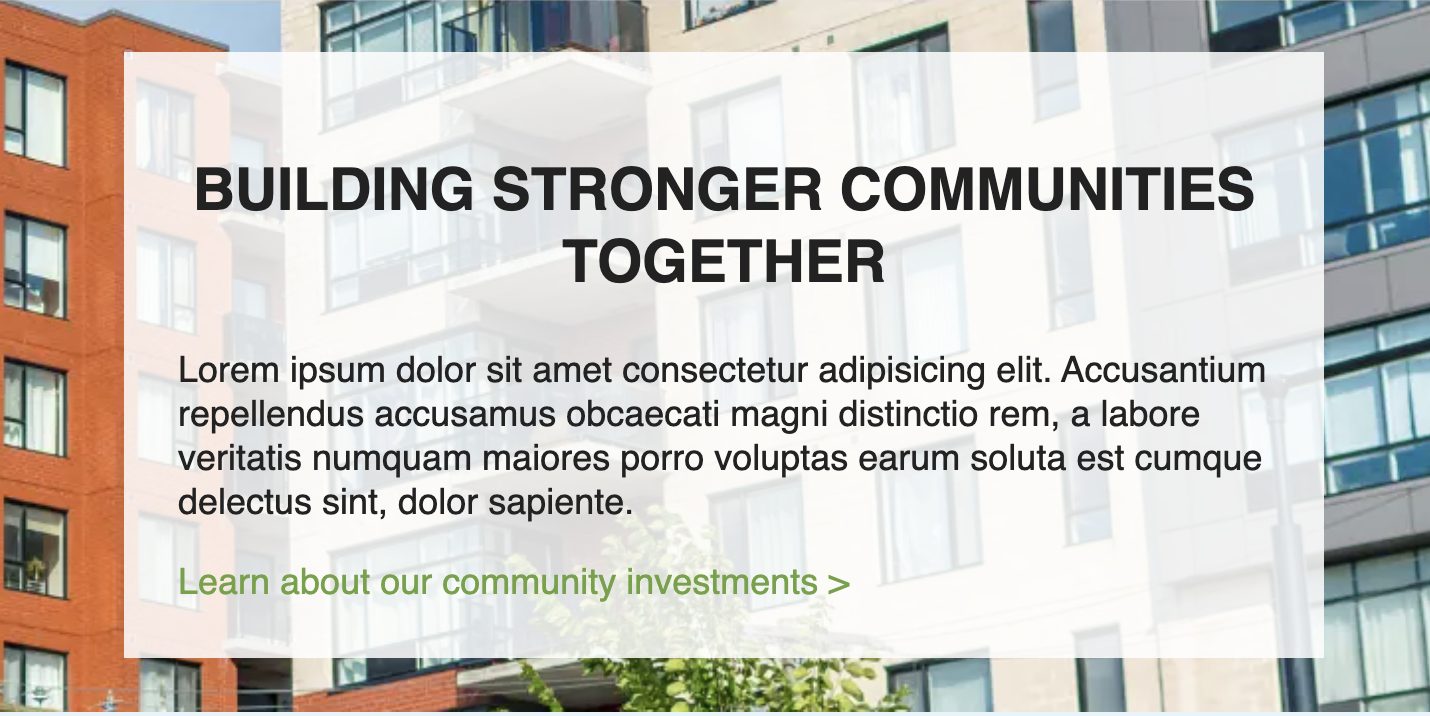 BUILDING STRONGER COMMUNITIES
TOGETHER
Lorem ipsum dolor sit amet consectetur adipisicing elit. Accusantium
repellendus accusamus obcaecati magni distinctio rem, a labore
veritatis numquam maiores porro voluptas earum soluta est cumque
delectus sint, dolor sapiente.
Learn about our community investments >